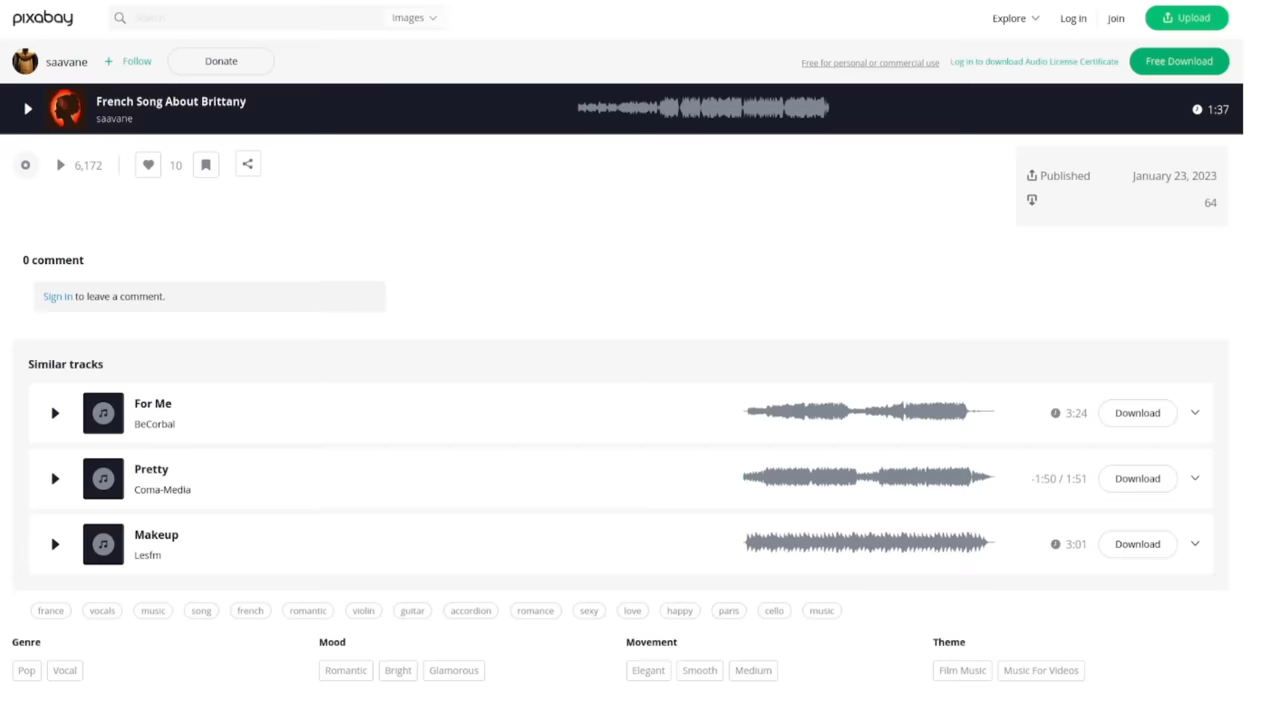 pixabay Search Images Explore Log in Join Upload
saavane + Follow Donate Free for personal or commercial use Log in to download Audio License Certificate Free Download
French Song About Brittany
saavane
1:37
6,172 10
Published January 23, 2023
64
0 comment
Sign in to leave a comment.
Similar tracks
For Me
BeCorbal
3:24 Download
Pretty
Coma-Media
-1:50 / 1:51 Download
Makeup
Lesfm
3:01 Download
france vocals music song french romantic violin guitar accordion romance sexy love happy paris cello music
Genre Mood Movement Theme
Pop Vocal Romantic Bright Glamorous Elegant Smooth Medium Film Music Music For Videos